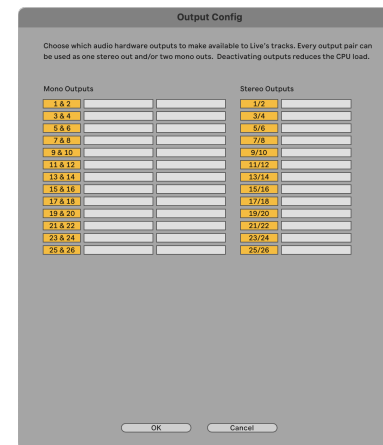 Output Config
Choose which audio hardware outputs to make available to Live's tracks. Every output pair can
be used as one stereo out and/or two mono outs. Deactivating outputs reduces the CPU load.
Mono Outputs
Stereo Outputs
1 & 2
1/2
3 & 4
3/4
5 & 6
5/6
7 & 8
7/8
9 & 10
9/10
11 & 12
11/12
13 & 14
13/14
15 & 16
15/16
17 & 18
17/18
19 & 20
19/20
21 & 22
21/22
23 & 24
23/24
25 & 26
25/26
OK
Cancel